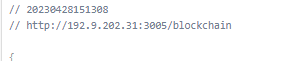 // 20230428151308
// http://192.9.202.31:3005/blockchain
{